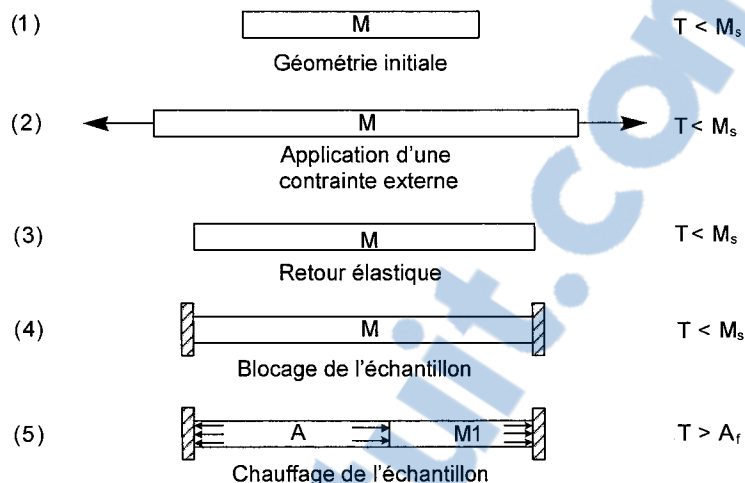 (1) M T < Ms
Géométrie initiale
(2) M T < Ms
Application d'une
contrainte externe
(3) M T < Ms
Retour élastique
(4) M T < Ms
Blocage de l'échantillon
(5) A M1 T > Af
Chauffage de l'échantillon